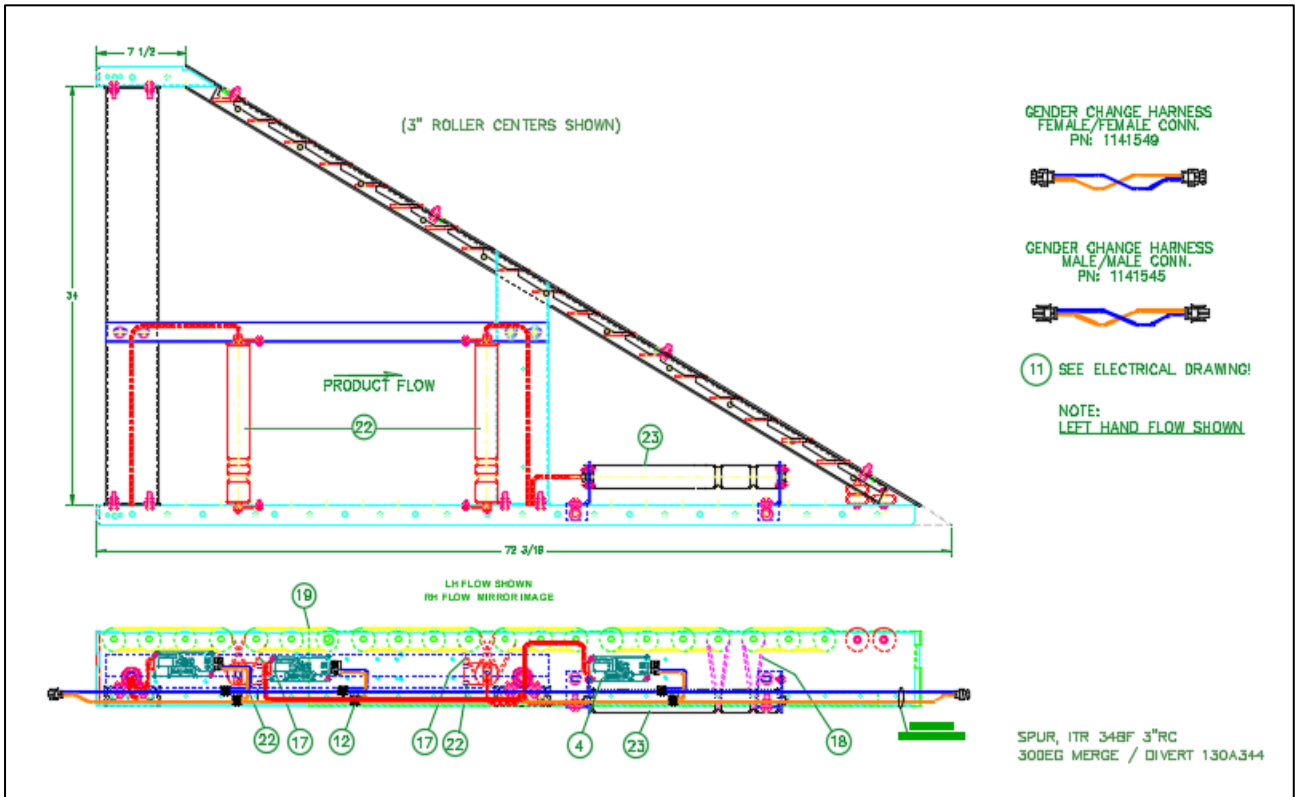 7 1/2
(3" ROLLER CENTERS SHOWN)
GENDER CHANGE HARNESS
FEMALE/FEMALE CONN.
PN: 1141549
GENDER CHANGE HARNESS
MALE/MALE CONN.
PN: 1141545
34
PRODUCT FLOW
22
23
11 SEE ELECTRICAL DRAWING!
NOTE:
LEFT HAND FLOW SHOWN
72 3/16
LH FLOW SHOWN
RH FLOW MIRROR IMAGE
19
22 17 12 17 22 4 23 18
SPUR, ITR 34BF 3"RC
30DEG MERGE / DIVERT 130A344